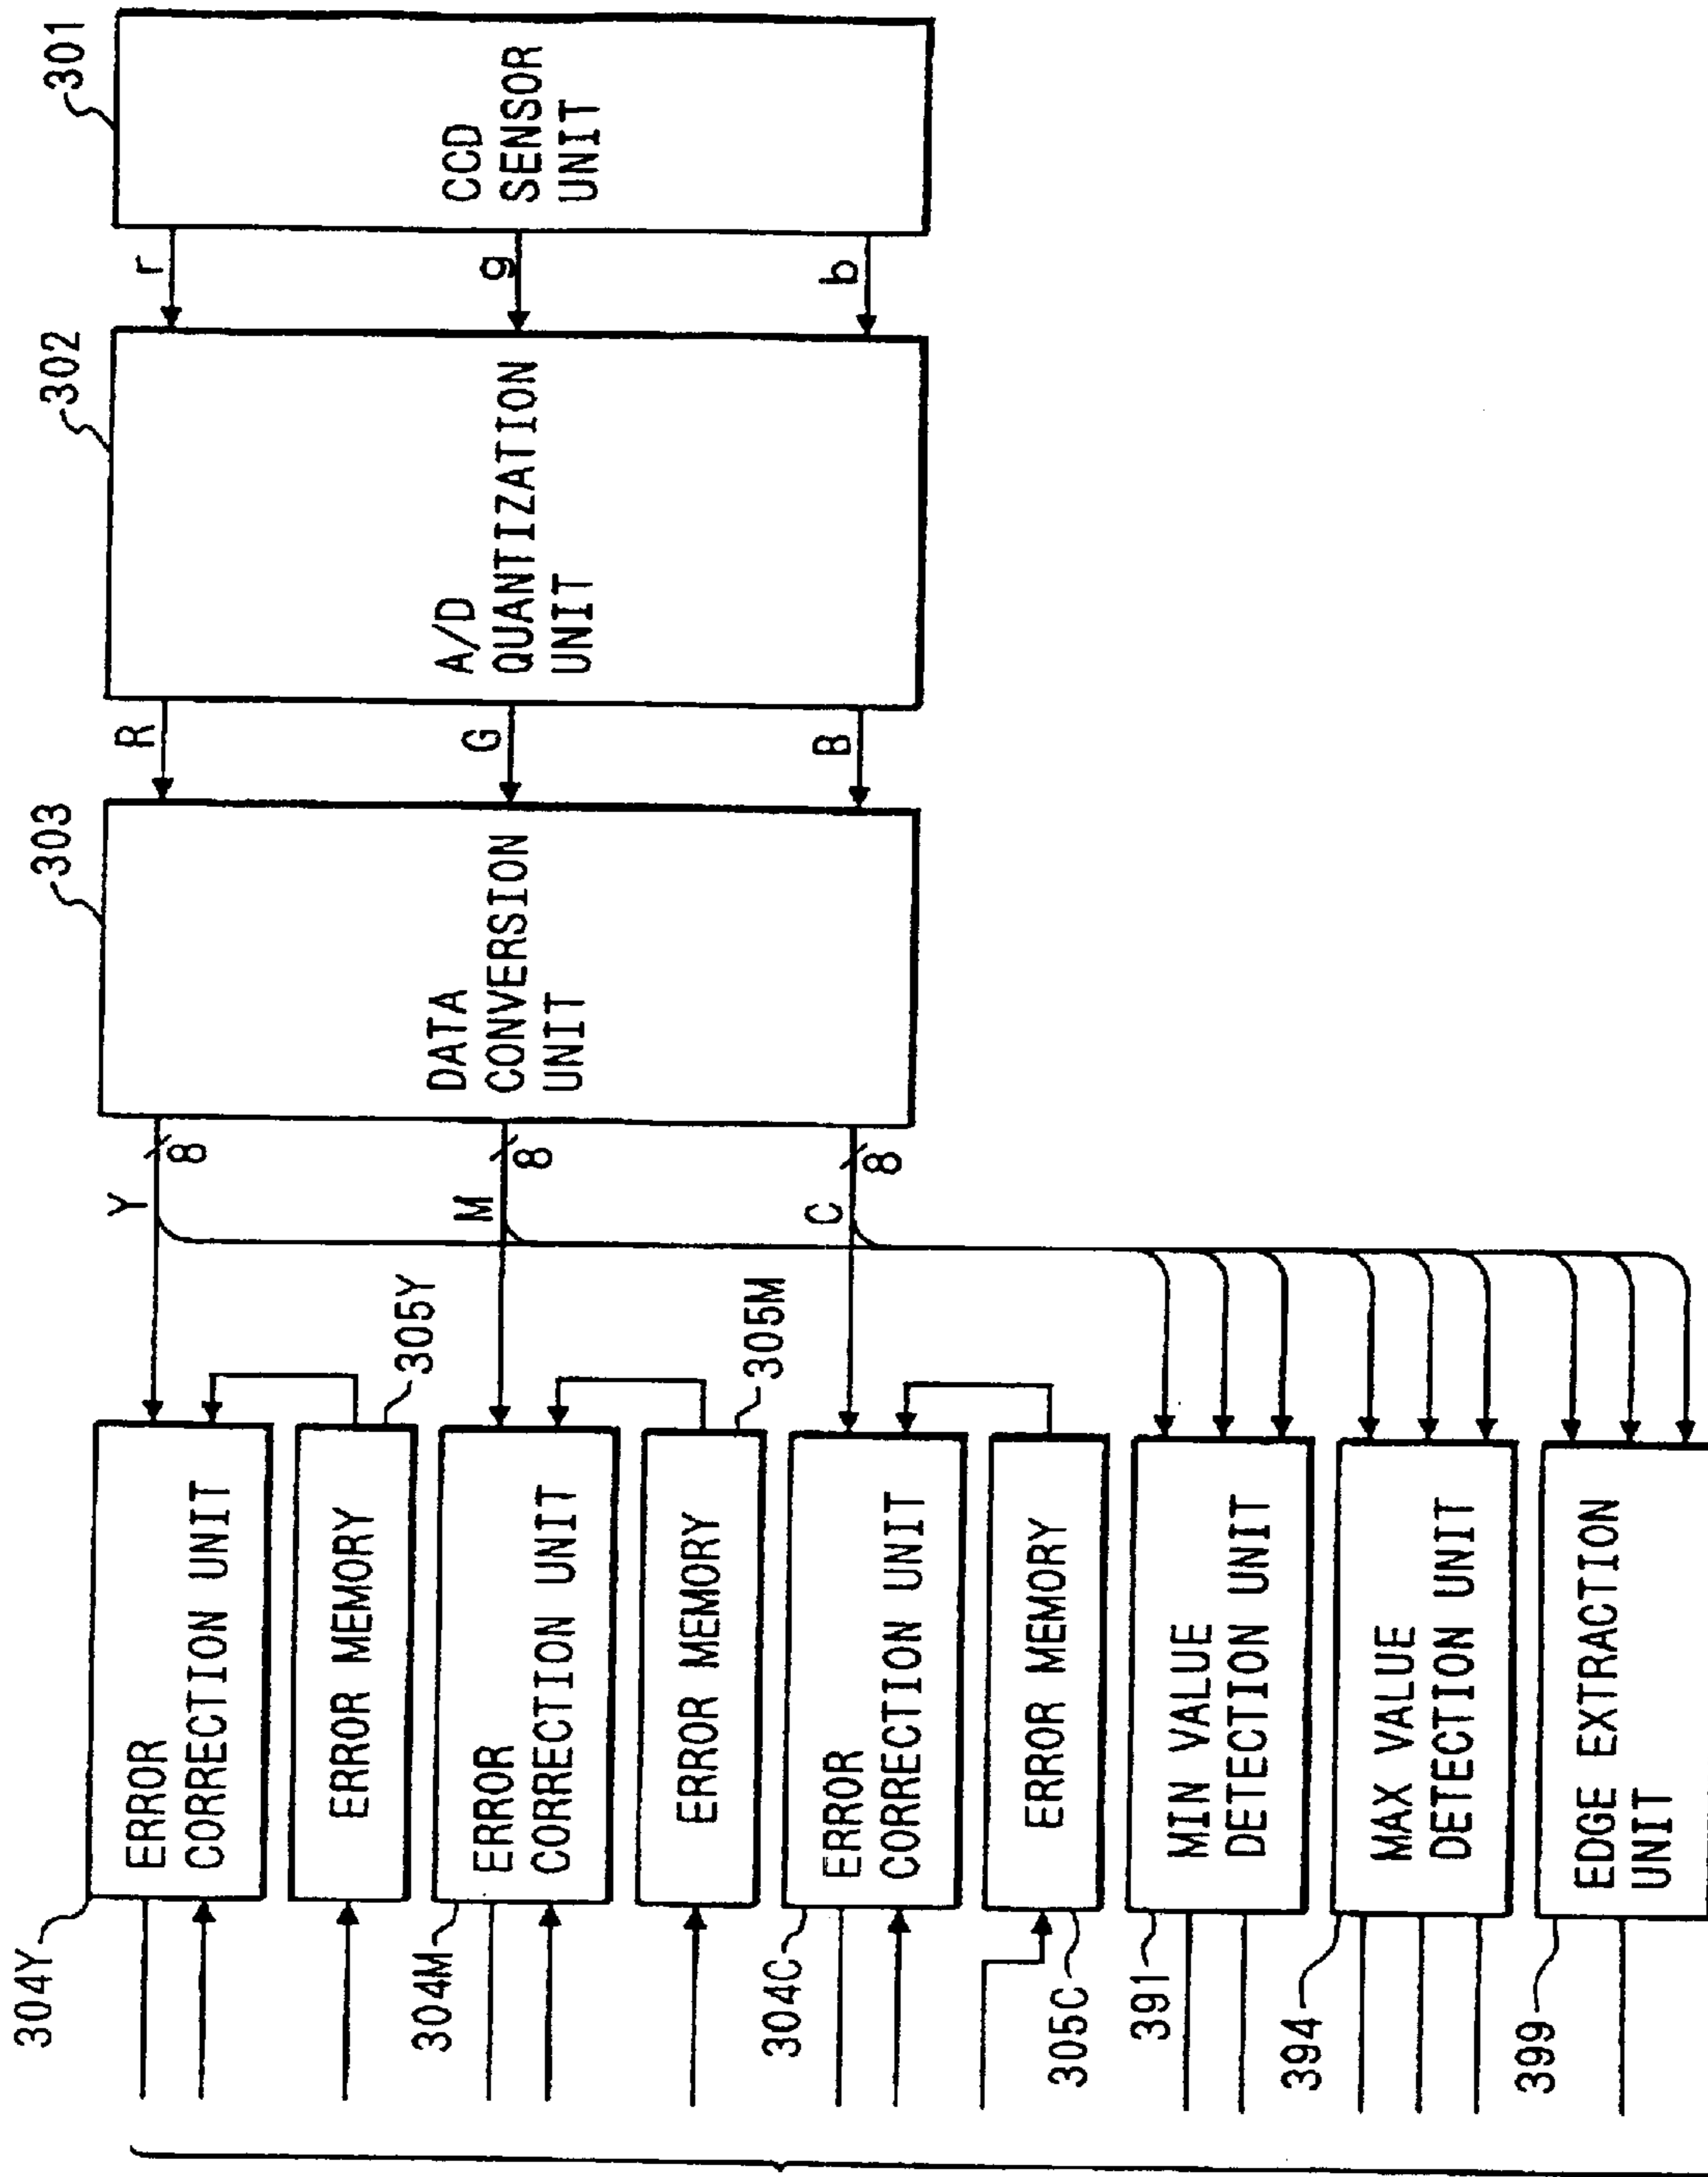 301
CCD
SENSOR
UNIT
r
g
b
302
A/D
QUANTIZATION
UNIT
R
G
B
303
DATA
CONVERSION
UNIT
8
8
8
Y
M
C
304Y
ERROR
CORRECTION UNIT
305Y
ERROR MEMORY
304M
ERROR
CORRECTION UNIT
305M
ERROR MEMORY
304C
ERROR
CORRECTION UNIT
305C
ERROR MEMORY
391
MIN VALUE
DETECTION UNIT
394
MAX VALUE
DETECTION UNIT
399
EDGE EXTRACTION
UNIT